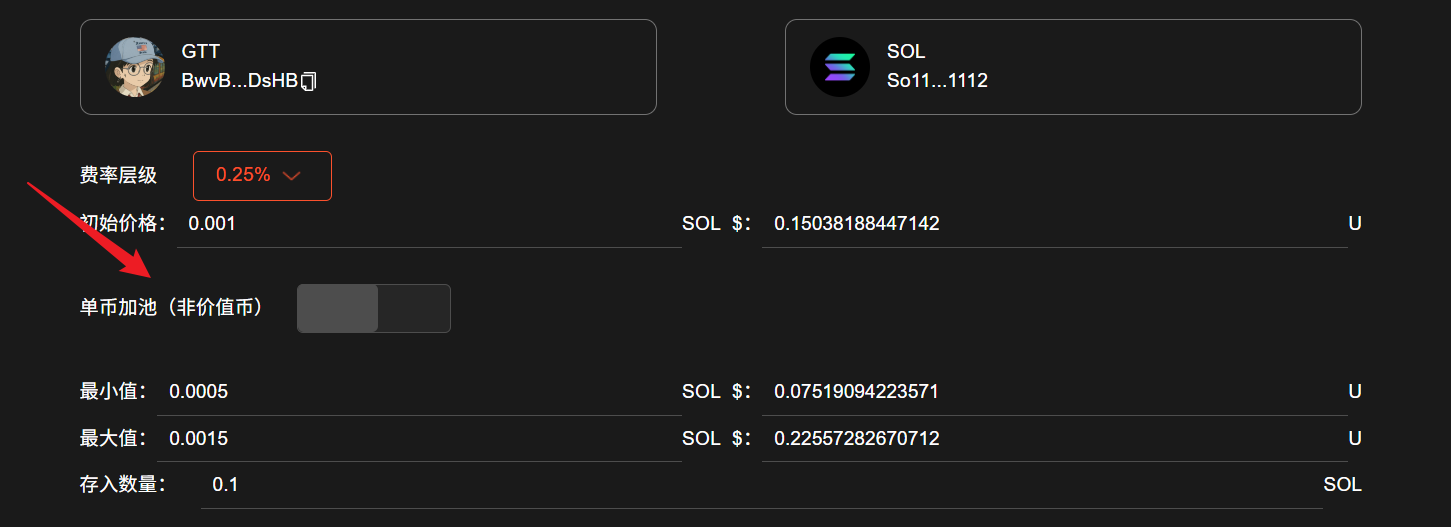 GTT
BwvB...DsHB
SOL
So11...1112
费率层级 0.25%
初始价格： 0.001 SOL $： 0.15038188447142 U
单币加池（非价值币）
最小值： 0.0005 SOL $： 0.07519094223571 U
最大值： 0.0015 SOL $： 0.22557282670712 U
存入数量： 0.1 SOL